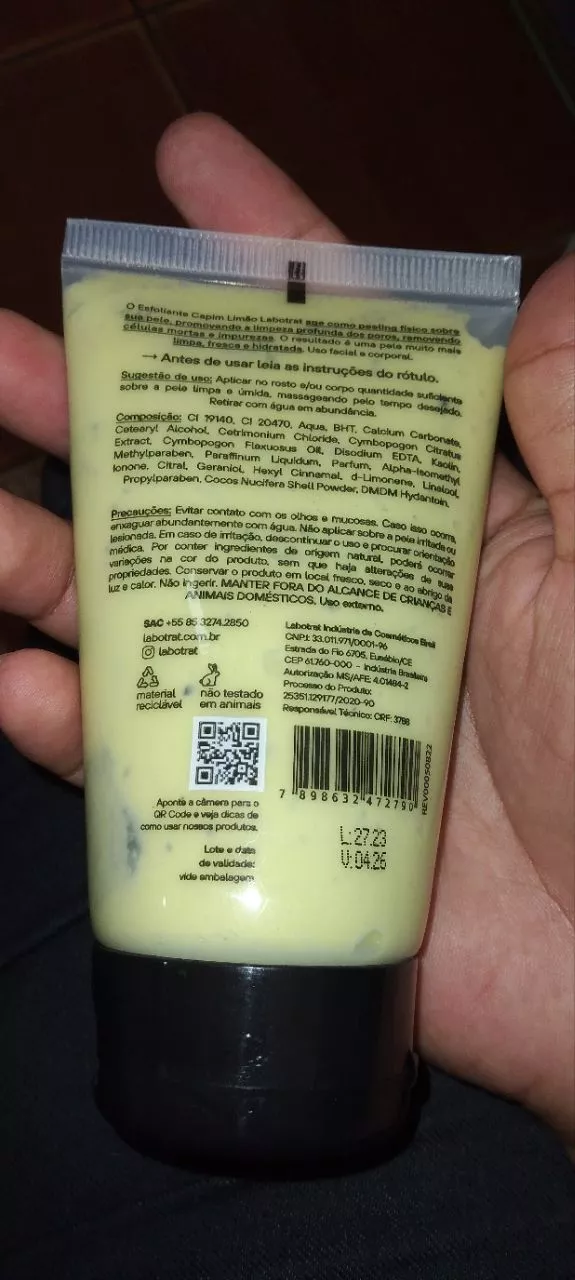 O Esfoliante Capim Limão Labotrat age como peeling físico sobre
sua pele, promovendo a limpeza profunda dos poros, removendo
células mortas e impurezas. O resultado é uma pele muito mais
limpa, fresca e hidratada. Uso facial e corporal.
→ Antes de usar leia as instruções do rótulo.
Sugestão de uso: Aplicar no rosto e/ou corpo quantidade suficiente
sobre a pele limpa e úmida, massageando pelo tempo desejado.
Retirar com água em abundância.
Composição: CI 19140, CI 20470, Aqua, BHT, Calcium Carbonate,
Cetearyl Alcohol, Cetrimonium Chloride, Cymbopogon Citratus
Extract, Cymbopogon Flexuosus Oil, Disodium EDTA, Kaolin,
Methylparaben, Paraffinum Liquidum, Parfum, Alpha-Isomethyl
Ionone, Citral, Geraniol, Hexyl Cinnamal, d-Limonene, Linalool,
Propylparaben, Cocos Nucifera Shell Powder, DMDM Hydantoin.
Precauções: Evitar contato com os olhos e mucosas. Caso isso ocorra,
enxaguar abundantemente com água. Não aplicar sobre a pele irritada ou
lesionada. Em caso de irritação, descontinuar o uso e procurar orientação
médica. Por conter ingredientes de origem natural, poderá ocorrer
variações na cor do produto, sem que haja alterações de suas
propriedades. Conservar o produto em local fresco, seco e ao abrigo da
luz e calor. Não ingerir. MANTER FORA DO ALCANCE DE CRIANÇAS E
ANIMAIS DOMÉSTICOS. Uso externo.
SAC +55 85 3274.2850
labotrat.com.br
labotrat
material
reciclável
não testado
em animais
Aponte a câmera para o
QR Code e veja dicas de
como usar nossos produtos.
Lote e data
de validade:
vide embalagem
Labotrat Indústria de Cosméticos Eireli
CNPJ: 33.011.971/0001-96
Estrada do Fio 6705, Eusébio/CE
CEP 61.760-000 - Indústria Brasileira
Autorização MS/AFE: 4.01484-2
Processo do Produto:
25351.129177/2020-90
Responsável Técnico: CRF: 3788
7 898632 472790
REV00050822
L:27.23
V:04.26